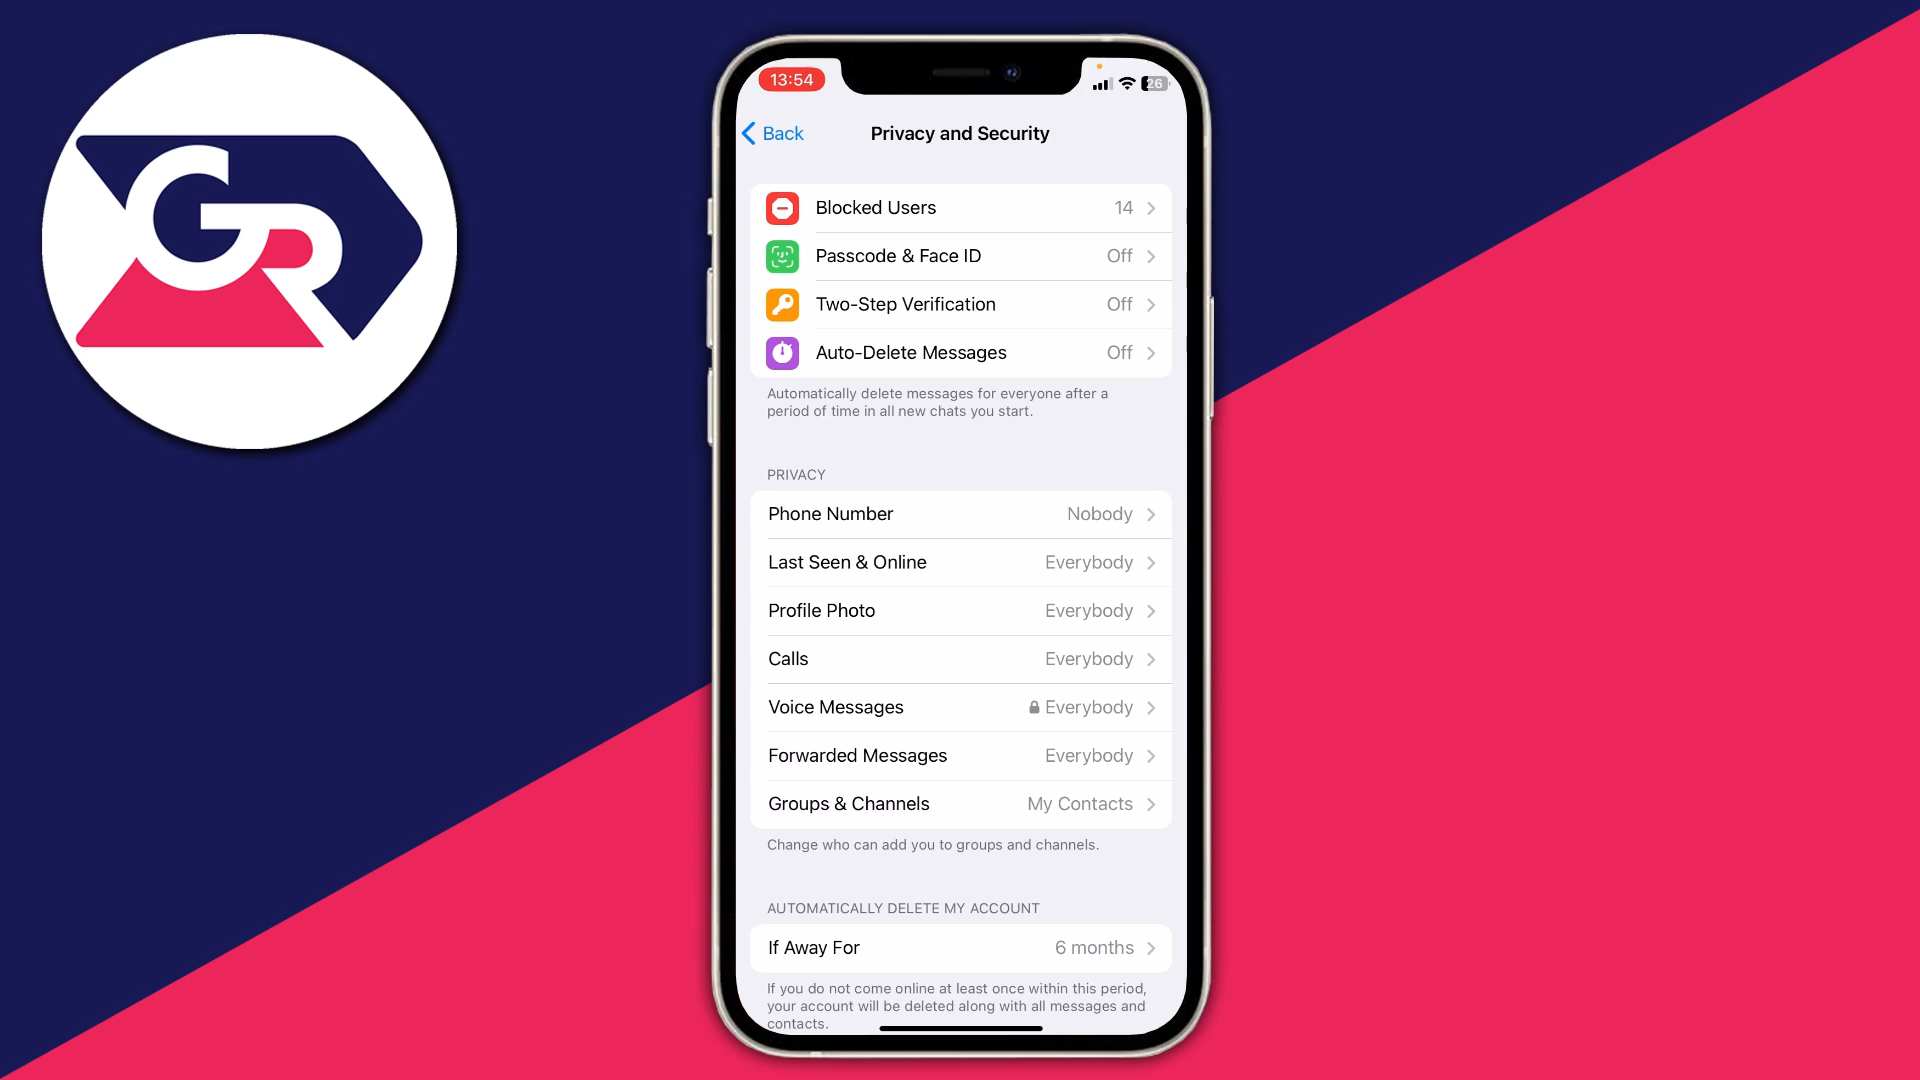 GR
13:54
26
Back
Privacy and Security
Blocked Users 14
Passcode & Face ID Off
Two-Step Verification Off
Auto-Delete Messages Off
Automatically delete messages for everyone after a
period of time in all new chats you start.
PRIVACY
Phone Number Nobody
Last Seen & Online Everybody
Profile Photo Everybody
Calls Everybody
Voice Messages Everybody
Forwarded Messages Everybody
Groups & Channels My Contacts
Change who can add you to groups and channels.
AUTOMATICALLY DELETE MY ACCOUNT
If Away For 6 months
If you do not come online at least once within this period,
your account will be deleted along with all messages and
contacts.